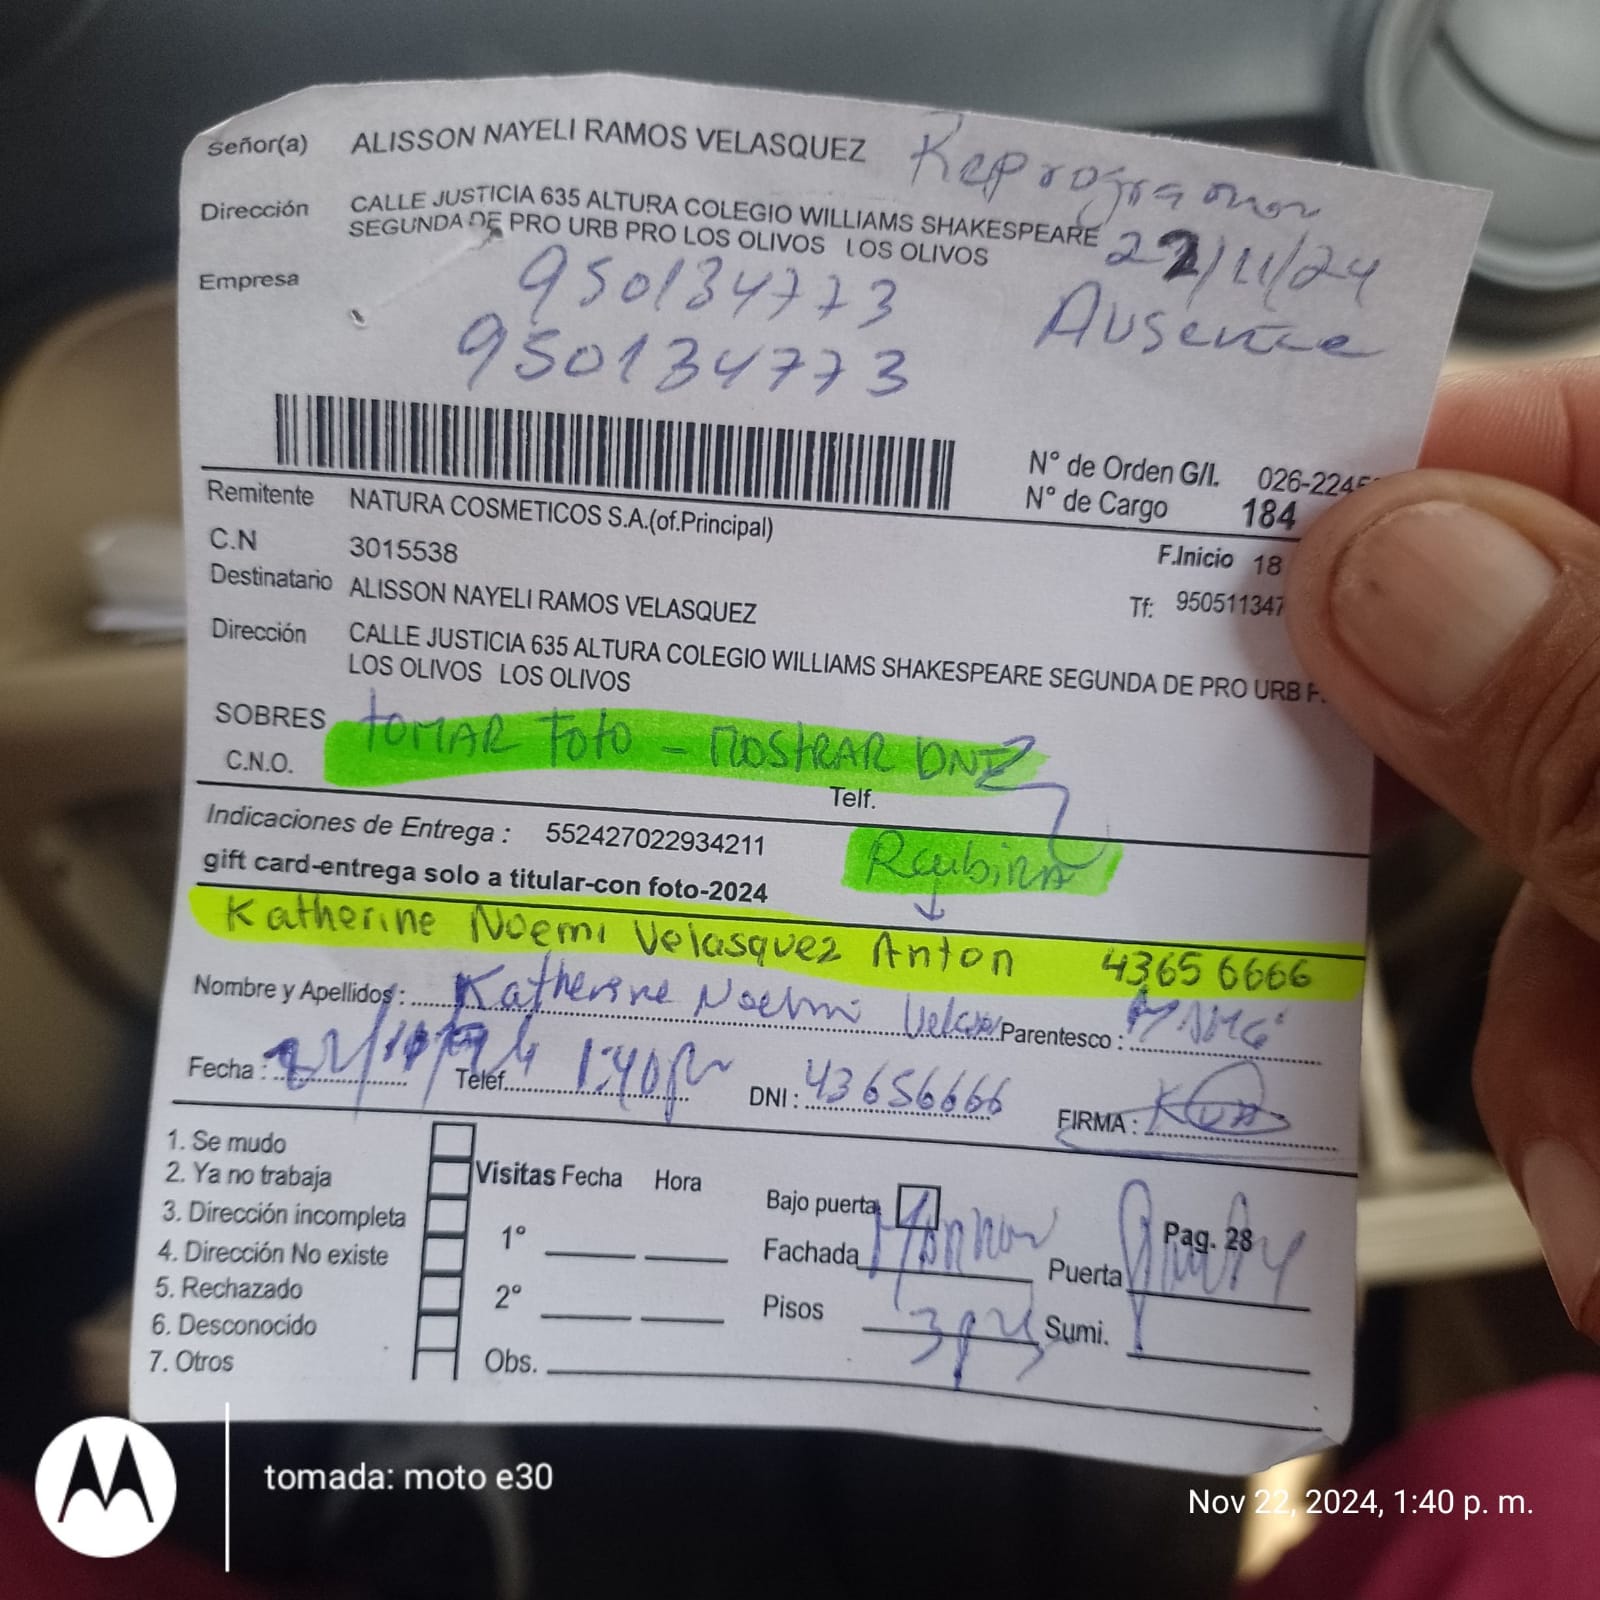 Señor(a) ALISSON NAYELI RAMOS VELASQUEZ Reprogramar
Dirección CALLE JUSTICIA 635 ALTURA COLEGIO WILLIAMS SHAKESPEARE
SEGUNDA DE PRO URB PRO LOS OLIVOS LOS OLIVOS 22/11/24
Empresa 950134773 Ausente
950134773
N° de Orden G/I. 026-2245
N° de Cargo 184
Remitente NATURA COSMETICOS S.A.(of.Principal)
C.N 3015538 F.Inicio 18
Destinatario ALISSON NAYELI RAMOS VELASQUEZ Tf: 950511347
Dirección CALLE JUSTICIA 635 ALTURA COLEGIO WILLIAMS SHAKESPEARE SEGUNDA DE PRO URB P.
LOS OLIVOS LOS OLIVOS
SOBRES TOMAR FOTO - MOSTRAR DNI
C.N.O. Telf.
Indicaciones de Entrega : 552427022934211 Recibira
gift card-entrega solo a titular-con foto-2024
Katherine Noemi Velasquez Anton 43656666
Nombre y Apellidos : Katherine Noemi Velasq Parentesco :
Fecha : Teléf. 1:40pm DNI : 43656666 FIRMA :
1. Se mudo
2. Ya no trabaja Visitas Fecha Hora Bajo puerta
3. Dirección incompleta 1° Fachada Marron Puerta Pag. 28
4. Dirección No existe
5. Rechazado 2° Pisos 3 Sumi.
6. Desconocido
7. Otros Obs.
tomada: moto e30
Nov 22, 2024, 1:40 p. m.